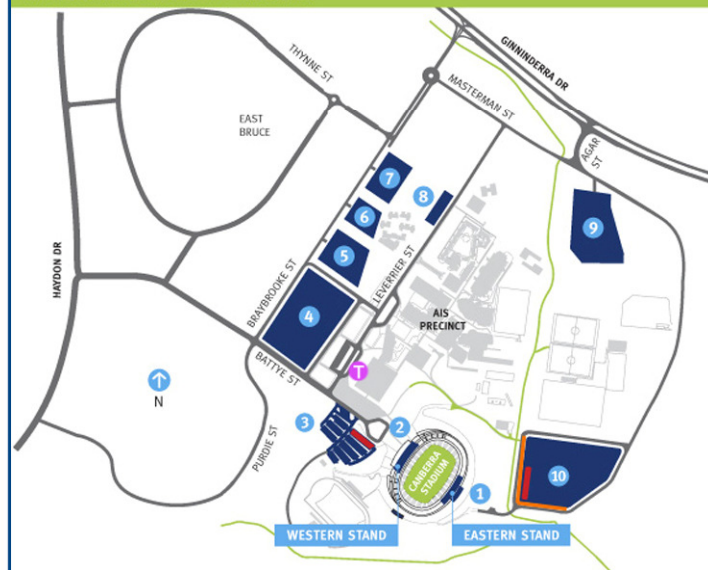 GINNINDERRA DR
THYNNE ST
MASTERMAN ST
EAST
BRUCE
AGAR
ST
7
8
6
9
5
HAYDON DR
BRAYBROOKE ST
LEVERRIER ST
4
AIS
PRECINCT
BATTYE ST
T
N
3
2
PURDIE ST
CANBERRA
STADIUM
10
1
WESTERN STAND
EASTERN STAND